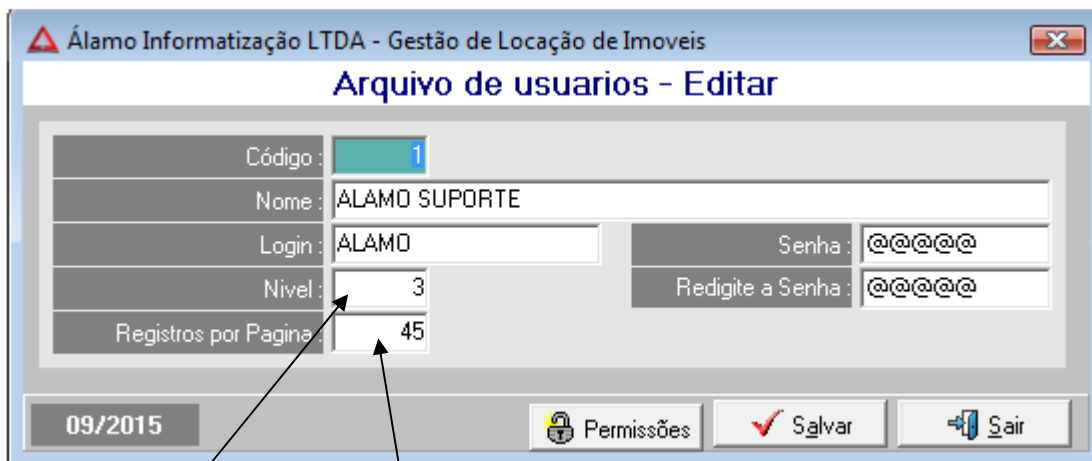 Álamo Informatização LTDA - Gestão de Locação de Imoveis
Arquivo de usuarios - Editar
Código : 1
Nome : ALAMO SUPORTE
Login : ALAMO Senha : @@@@@
Nivel : 3 Redigite a Senha : @@@@@
Registros por Pagina : 45
09/2015 Permissões Salvar Sair